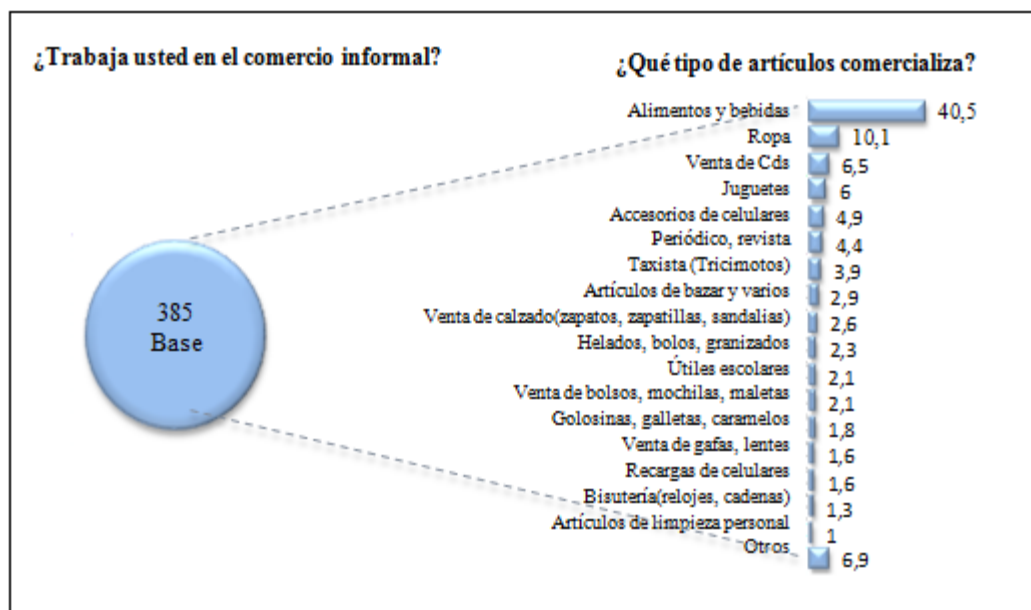 ¿Trabaja usted en el comercio informal?
¿Qué tipo de artículos comercializa?
385
Base
Alimentos y bebidas 40,5
Ropa 10,1
Venta de Cds 6,5
Juguetes 6
Accesorios de celulares 4,9
Periódico, revista 4,4
Taxista (Tricimotos) 3,9
Artículos de bazar y varios 2,9
Venta de calzado(zapatos, zapatillas, sandalias) 2,6
Helados, bolos, granizados 2,3
Útiles escolares 2,1
Venta de bolsos, mochilas, maletas 2,1
Golosinas, galletas, caramelos 1,8
Venta de gafas, lentes 1,6
Recargas de celulares 1,6
Bisutería(relojes, cadenas) 1,3
Artículos de limpieza personal 1
Otros 6,9